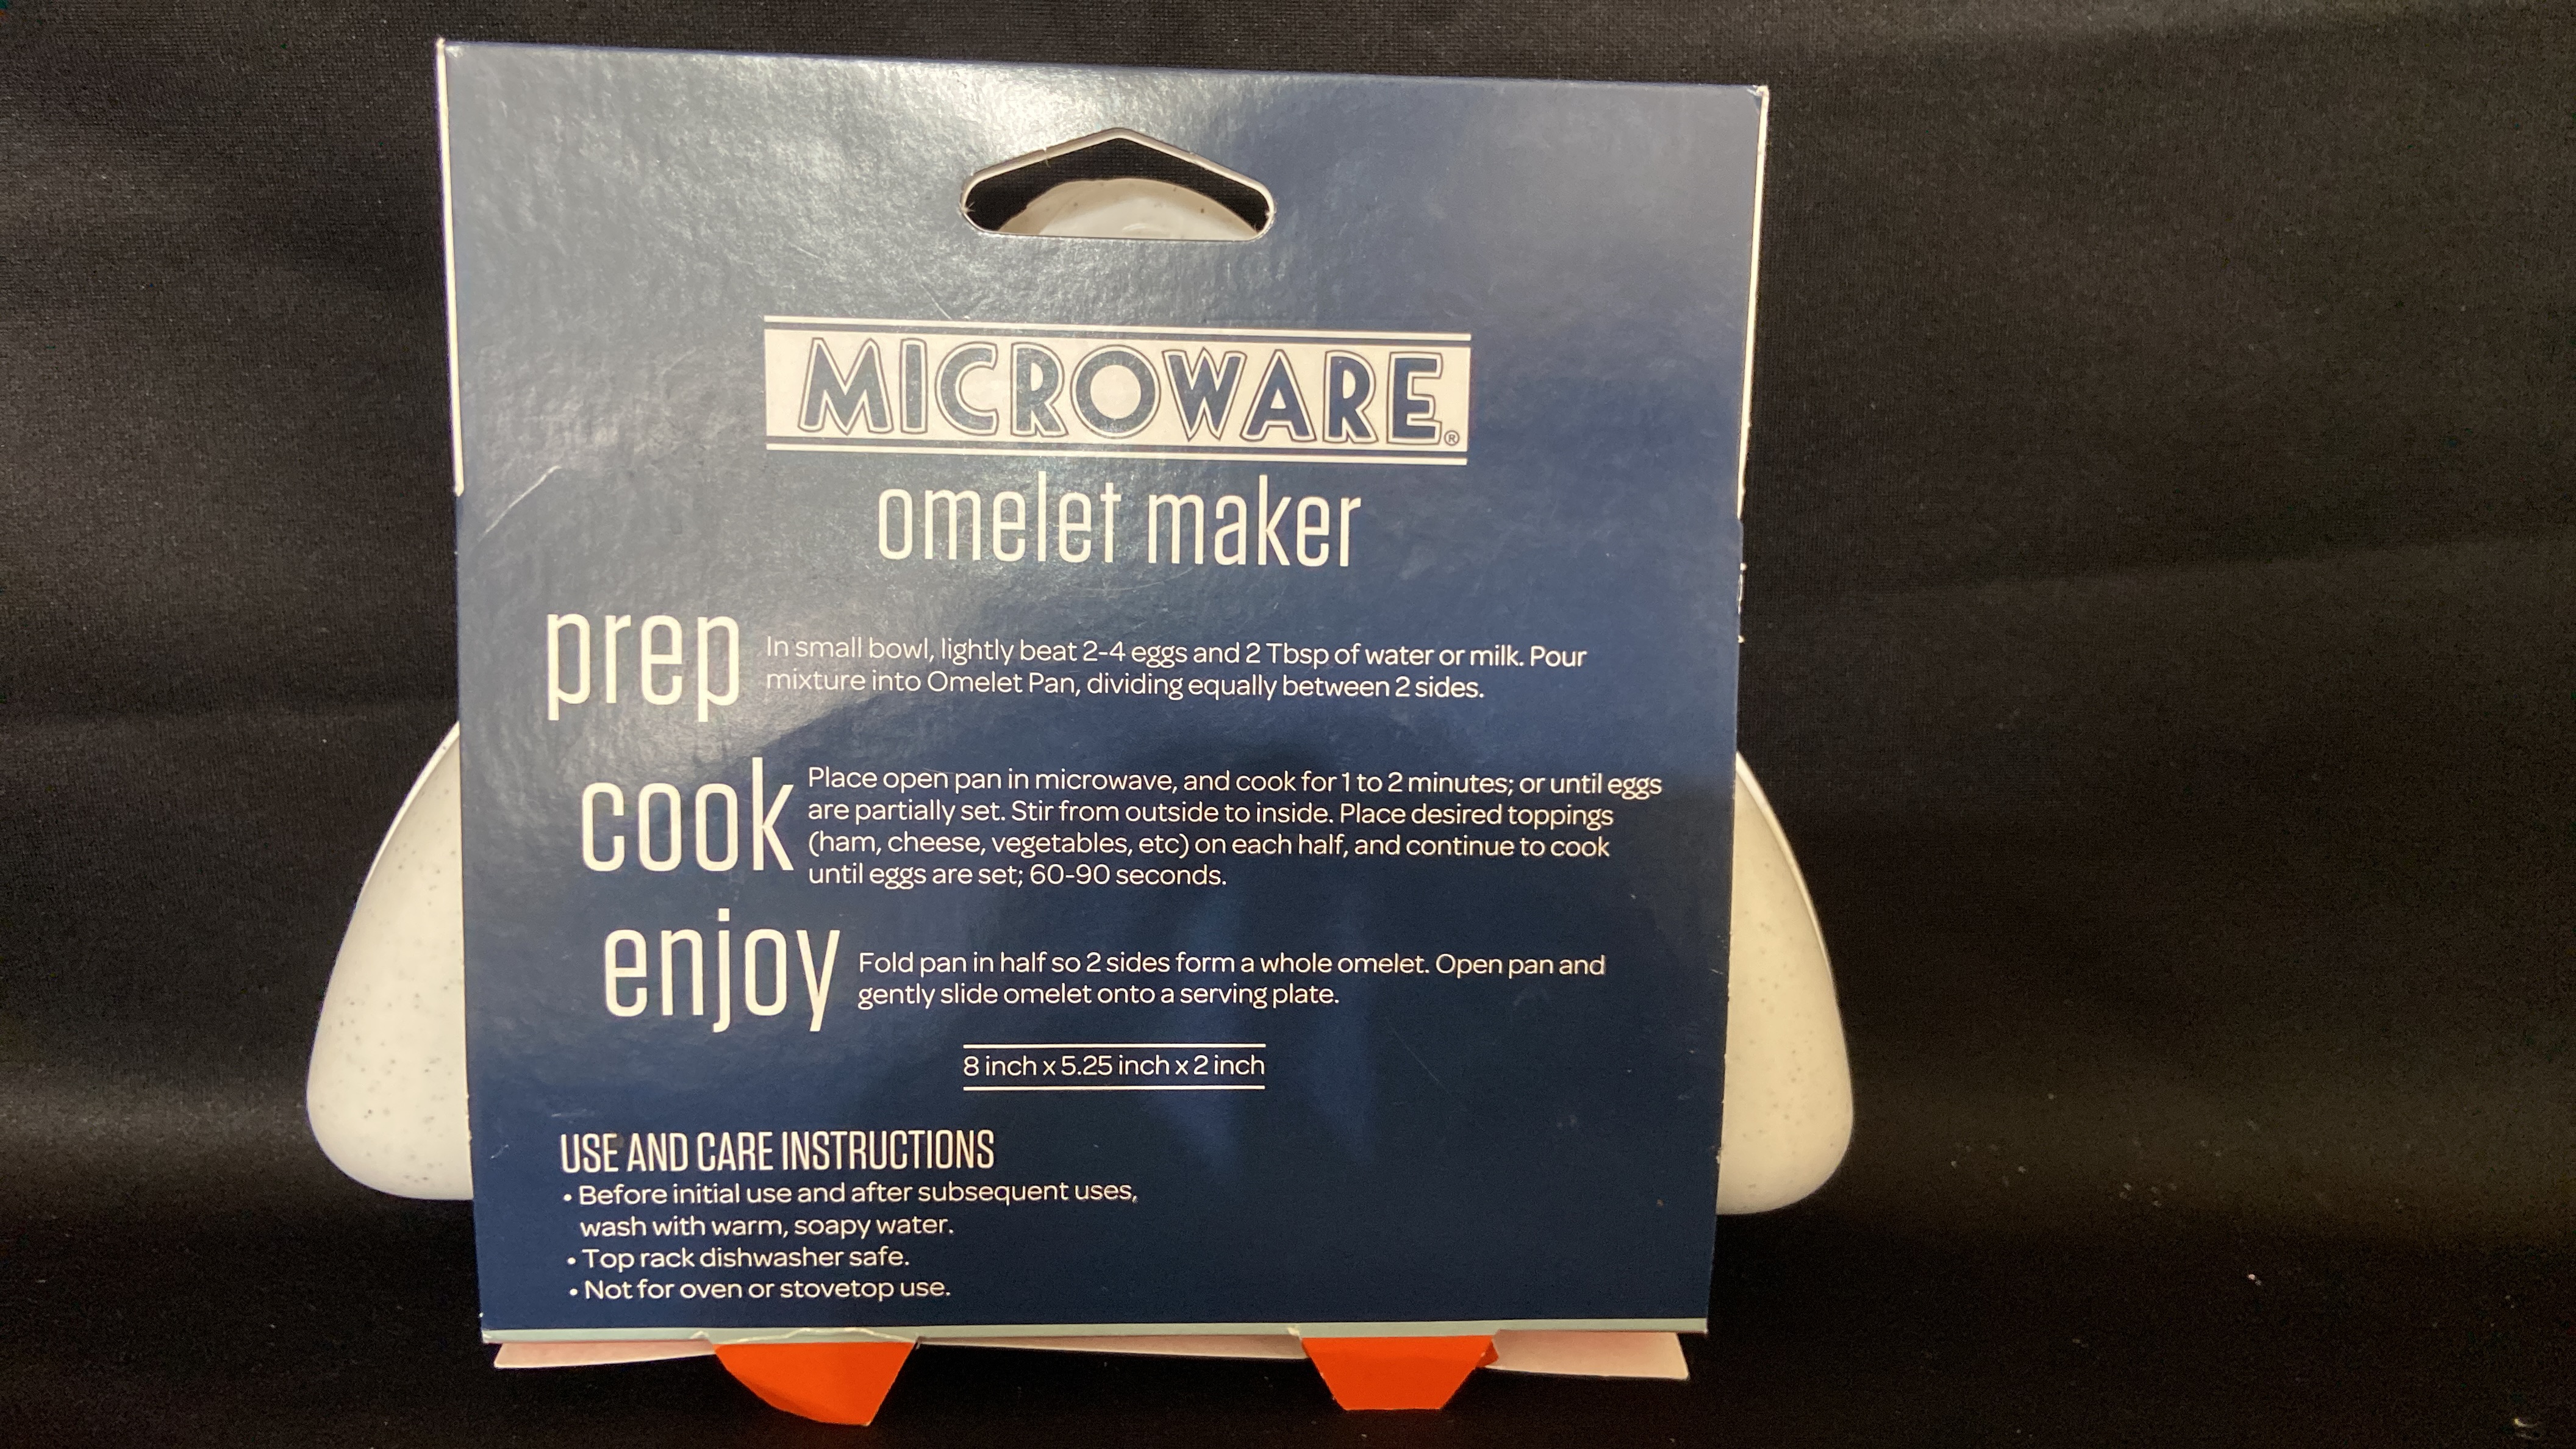 MICROWARE®
omelet maker
prep
In small bowl, lightly beat 2-4 eggs and 2 Tbsp of water or milk. Pour
mixture into Omelet Pan, dividing equally between 2 sides.
cook
Place open pan in microwave, and cook for 1 to 2 minutes; or until eggs
are partially set. Stir from outside to inside. Place desired toppings
(ham, cheese, vegetables, etc) on each half, and continue to cook
until eggs are set; 60-90 seconds.
enjoy
Fold pan in half so 2 sides form a whole omelet. Open pan and
gently slide omelet onto a serving plate.
8 inch x 5.25 inch x 2 inch
USE AND CARE INSTRUCTIONS
• Before initial use and after subsequent uses,
wash with warm, soapy water.
• Top rack dishwasher safe.
• Not for oven or stovetop use.